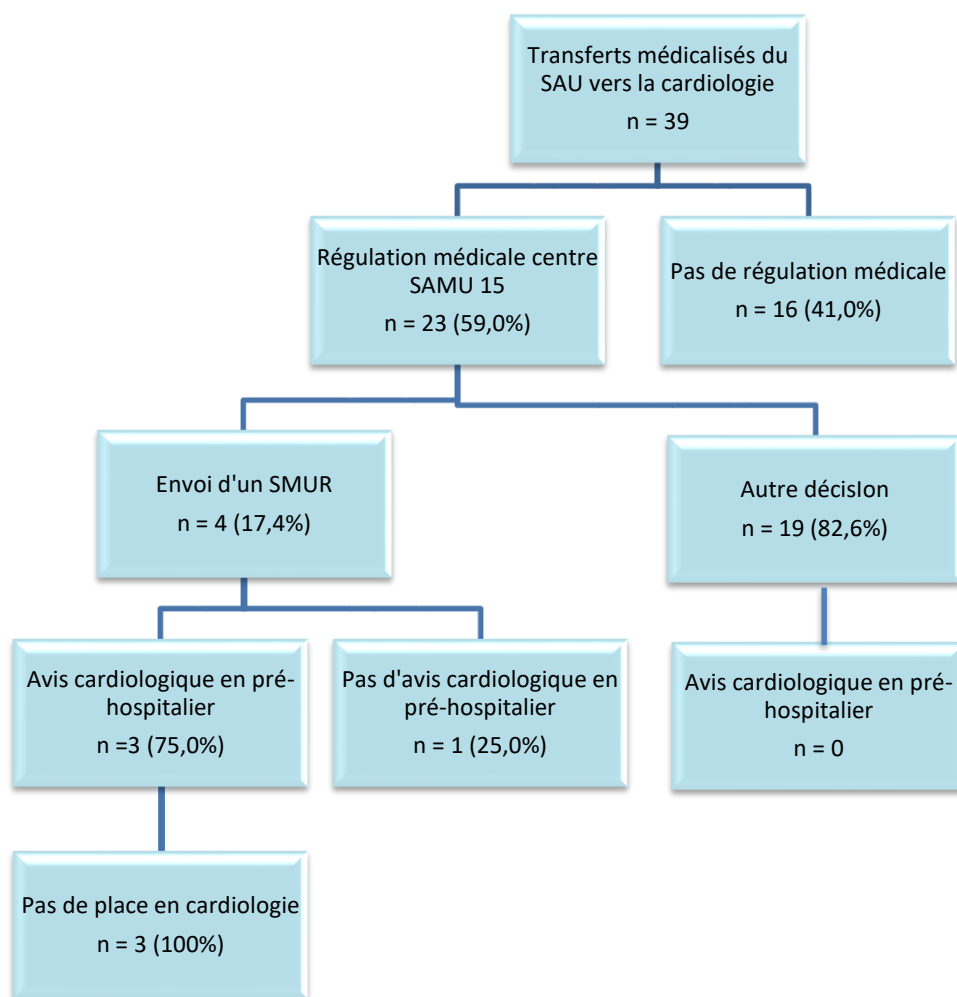 Transferts médicalisés du
SAU vers la cardiologie
n = 39
Régulation médicale centre
SAMU 15
n = 23 (59,0%)
Pas de régulation médicale
n = 16 (41,0%)
Envoi d'un SMUR
n = 4 (17,4%)
Autre décisIon
n = 19 (82,6%)
Avis cardiologique en pré-
hospitalier
n =3 (75,0%)
Pas d'avis cardiologique en
pré-hospitalier
n = 1 (25,0%)
Avis cardiologique en pré-
hospitalier
n = 0
Pas de place en cardiologie
n = 3 (100%)